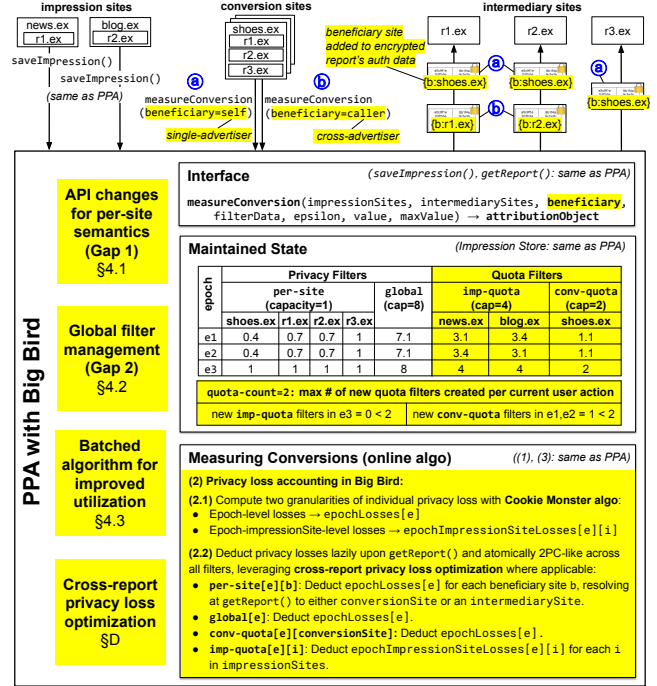 impression sites
conversion sites
intermediary sites
news.ex
r1.ex
blog.ex
r2.ex
saveImpression()
saveImpression()
(same as PPA)
shoes.ex
r1.ex
r2.ex
r3.ex
a
measureConversion
(beneficiary=self)
single-advertiser
b
measureConversion
(beneficiary=caller)
cross-advertiser
beneficiary site
added to encrypted
report's auth data
r1.ex
r2.ex
r3.ex
a
a
{b:shoes.ex}
{b:shoes.ex}
{b:shoes.ex}
b
{b:r1.ex}
{b:r2.ex}
PPA with Big Bird
API changes
for per-site
semantics
(Gap 1)
§4.1
Global filter
management
(Gap 2)
§4.2
Batched
algorithm for
improved
utilization
§4.3
Cross-report
privacy loss
optimization
§D
Interface (saveImpression(), getReport(): same as PPA)
measureConversion(impressionSites, intermediarySites, beneficiary,
filterData, epsilon, value, maxValue) → attributionObject
Maintained State (Impression Store: same as PPA)
epoch
Privacy Filters Quota Filters
per-site global imp-quota conv-quota
(capacity=1) (cap=8) (cap=4) (cap=2)
shoes.ex r1.ex r2.ex r3.ex news.ex blog.ex shoes.ex
e1 0.4 0.7 0.7 1 7.1 3.1 3.4 1.1
e2 0.4 0.7 0.7 1 7.1 3.4 3.1 1.1
e3 1 1 1 1 8 4 4 2
quota-count=2: max # of new quota filters created per current user action
new imp-quota filters in e3 = 0 < 2 new conv-quota filters in e1,e2 = 1 < 2
Measuring Conversions (online algo) ((1), (3): same as PPA)
(2) Privacy loss accounting in Big Bird:
(2.1) Compute two granularities of individual privacy loss with Cookie Monster algo:
● Epoch-level losses → epochLosses[e]
● Epoch-impressionSite-level losses → epochImpressionSiteLosses[e][i]
(2.2) Deduct privacy losses lazily upon getReport() and atomically 2PC-like across
all filters, leveraging cross-report privacy loss optimization where applicable:
● per-site[e][b]: Deduct epochLosses[e] for each beneficiary site b, resolving
at getReport() to either conversionSite or an intermediarySite.
● global[e]: Deduct epochLosses[e].
● conv-quota[e][conversionSite]: Deduct epochLosses[e].
● imp-quota[e][i]: Deduct epochImpressionSiteLosses[e][i] for each i
in impressionSites.